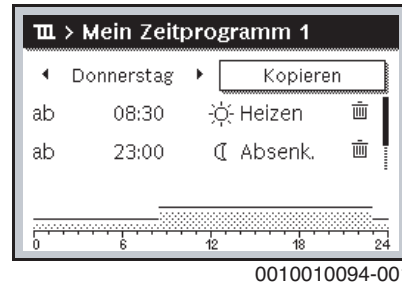 > Mein Zeitprogramm 1
Donnerstag Kopieren
ab 08:30 Heizen
ab 23:00 Absenk.
0 6 12 18 24
0010010094-00